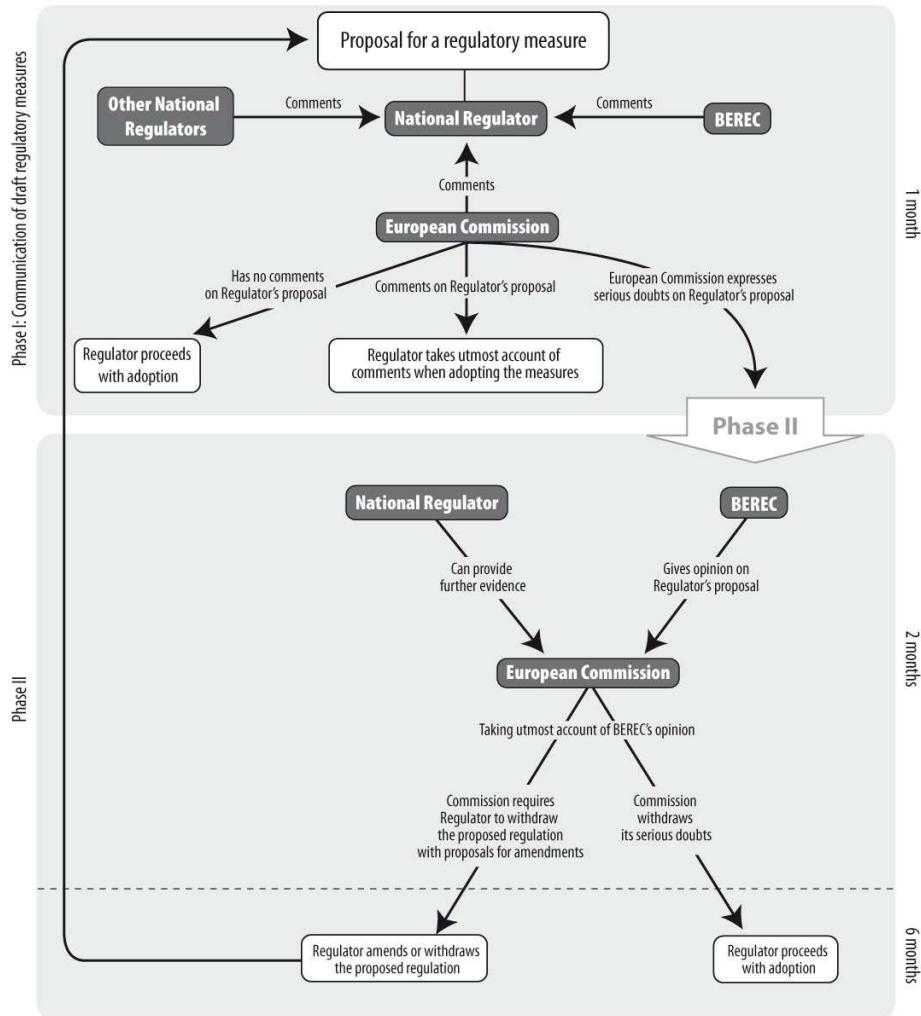 Phase I: Communication of draft regulatory measures
Proposal for a regulatory measure
Other National
Regulators
Comments
National Regulator
Comments
BEREC
Comments
1 month
European Commission
Has no comments
on Regulator's proposal
Comments on Regulator's proposal
European Commission expresses
serious doubts on Regulator's proposal
Regulator proceeds
with adoption
Regulator takes utmost account of
comments when adopting the measures
Phase II
Phase II
National Regulator
BEREC
Can provide
further evidence
Gives opinion on
Regulator's proposal
2 months
European Commission
Taking utmost account of BEREC's opinion
Commission requires
Regulator to withdraw
the proposed regulation
with proposals for amendments
Commission
withdraws
its serious doubts
Regulator amends or withdraws
the proposed regulation
Regulator proceeds
with adoption
6 months